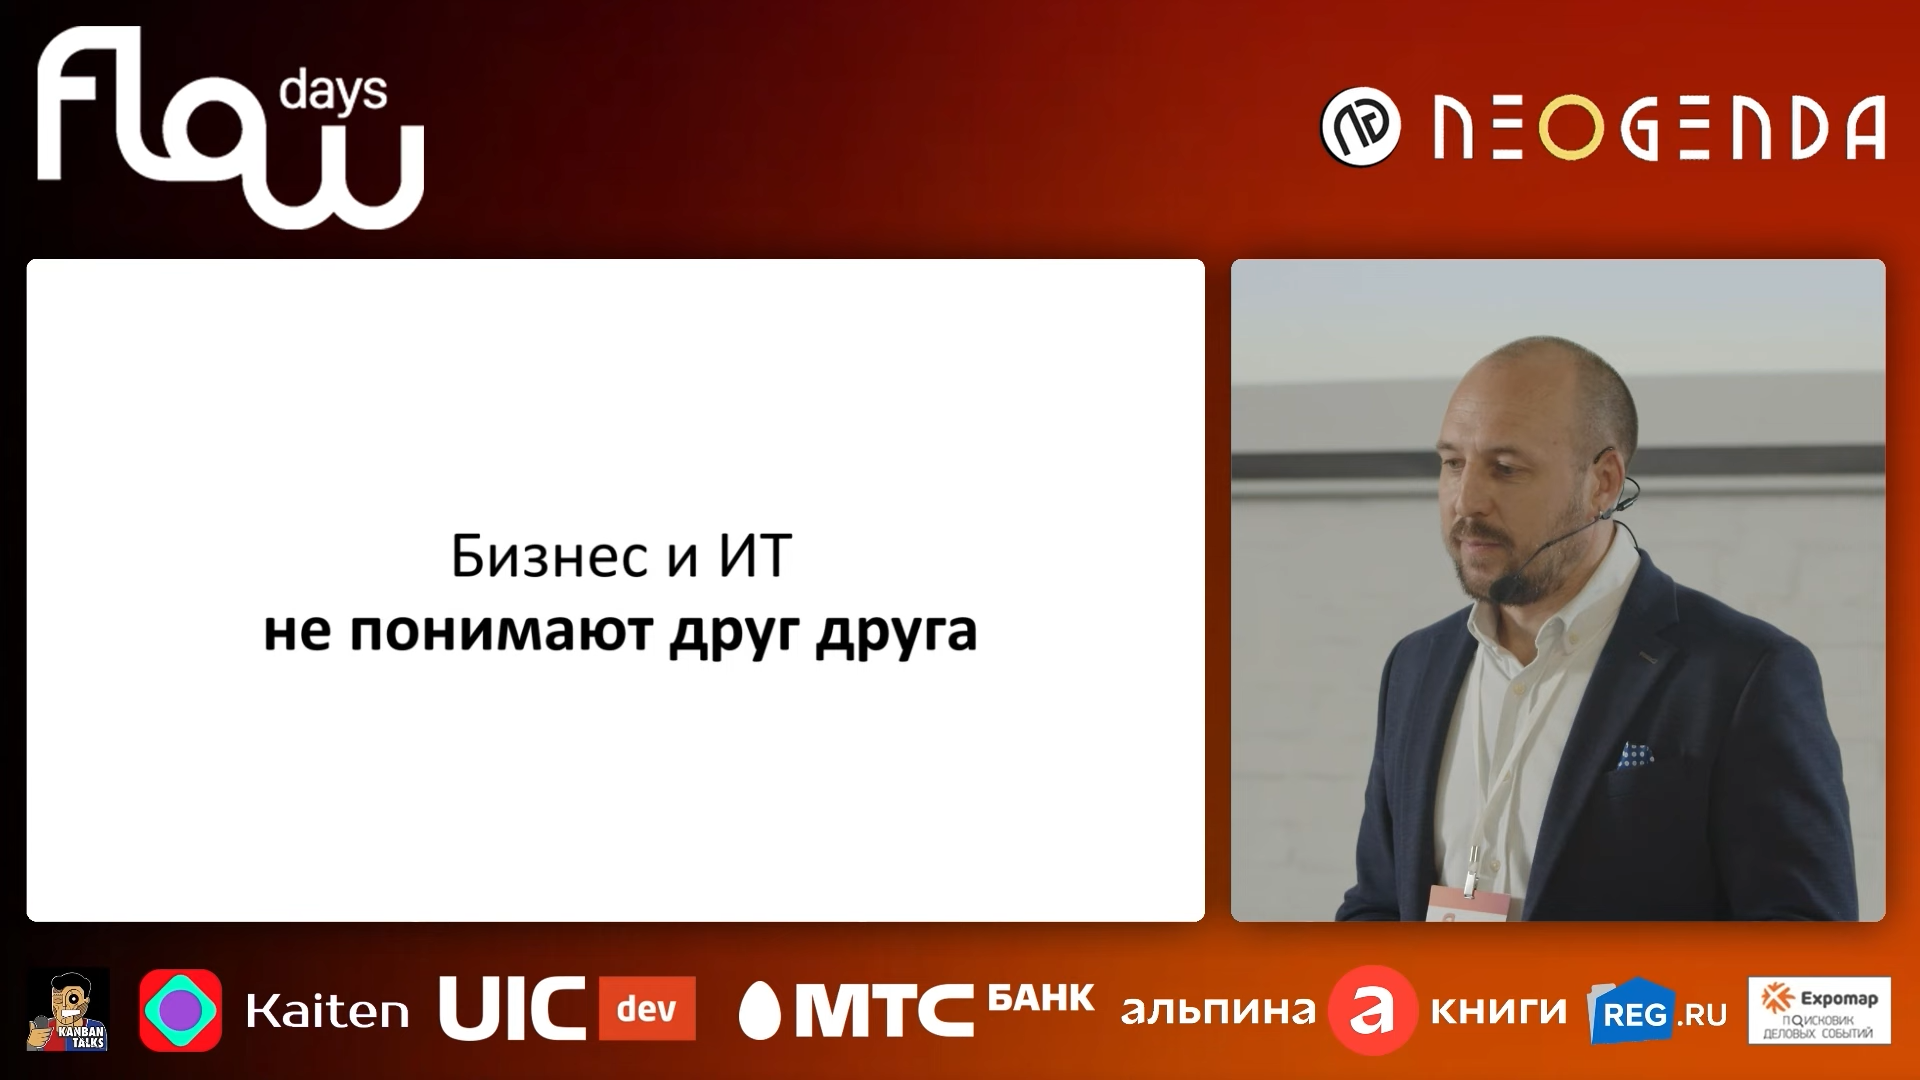 flow days
NEOGENDA
Бизнес и ИТ
не понимают друг друга
KANBAN
TALKS
Kaiten
UIC dev
МТС БАНК
альпина а книги
REG.RU
Expomap
ПОИСКОВИК
ДЕЛОВЫХ СОБЫТИЙ